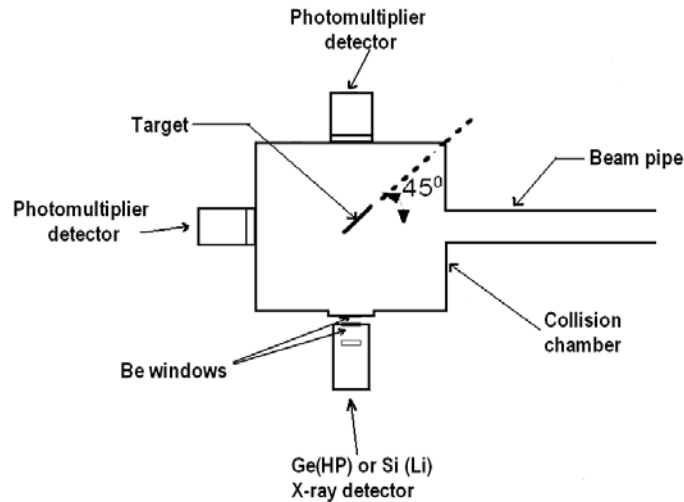 Photomultiplier
detector
Target
45⁰
Beam pipe
Photomultiplier
detector
Collision
chamber
Be windows
Ge(HP) or Si (Li)
X-ray detector